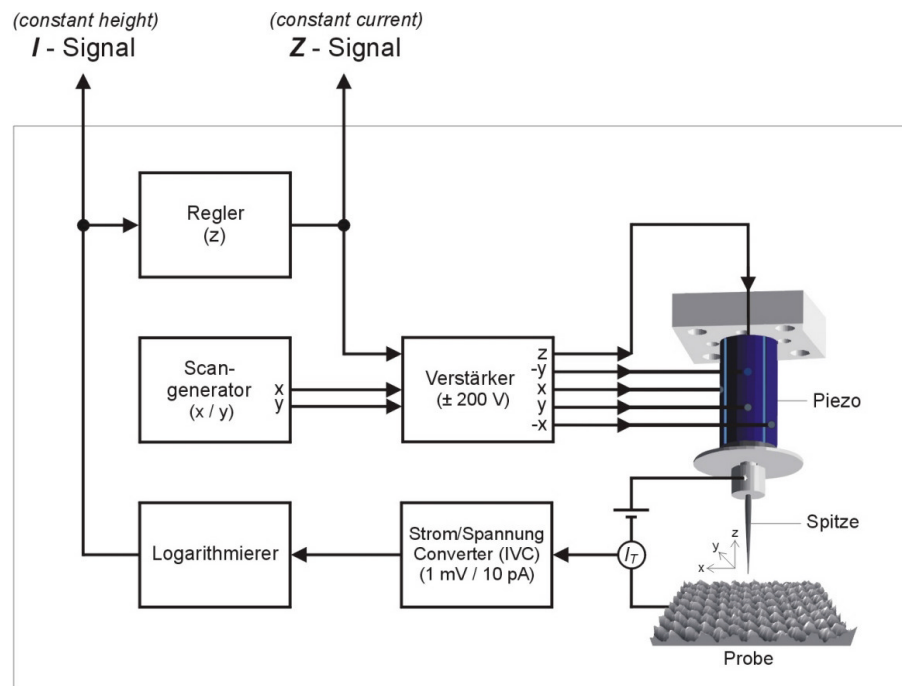 (constant height)
I - Signal
(constant current)
Z - Signal
Regler
(z)
Scan-
generator
(x / y)
x
y
Verstärker
(± 200 V)
z
-y
x
y
-x
Piezo
Logarithmierer
Strom/Spannung
Converter (IVC)
(1 mV / 10 pA)
I_T
Spitze
z
y
x
Probe